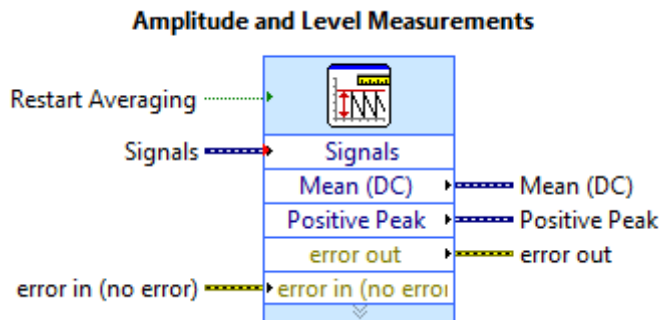 Amplitude and Level Measurements
Restart Averaging
Signals Signals
Mean (DC) Mean (DC)
Positive Peak Positive Peak
error out error out
error in (no error) error in (no error